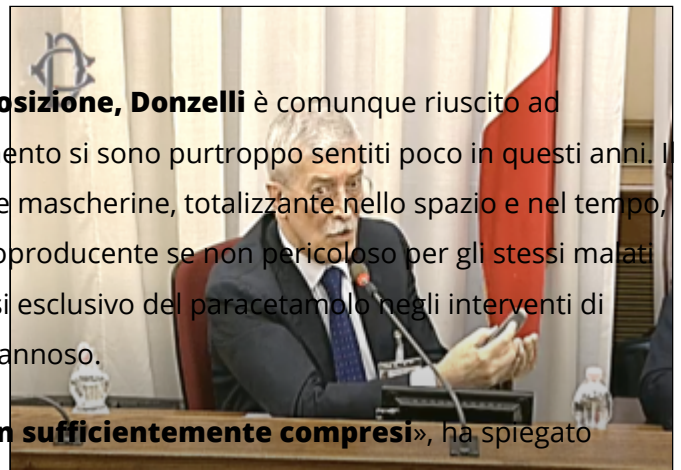 osizione, Donzelli è comunque riuscito ad
ento si sono purtroppo sentiti poco in questi anni. Il
e mascherine, totalizzante nello spazio e nel tempo,
oproducente se non pericoloso per gli stessi malati
si esclusivo del paracetamolo negli interventi di
annoso.
n sufficientemente compresi», ha spiegato